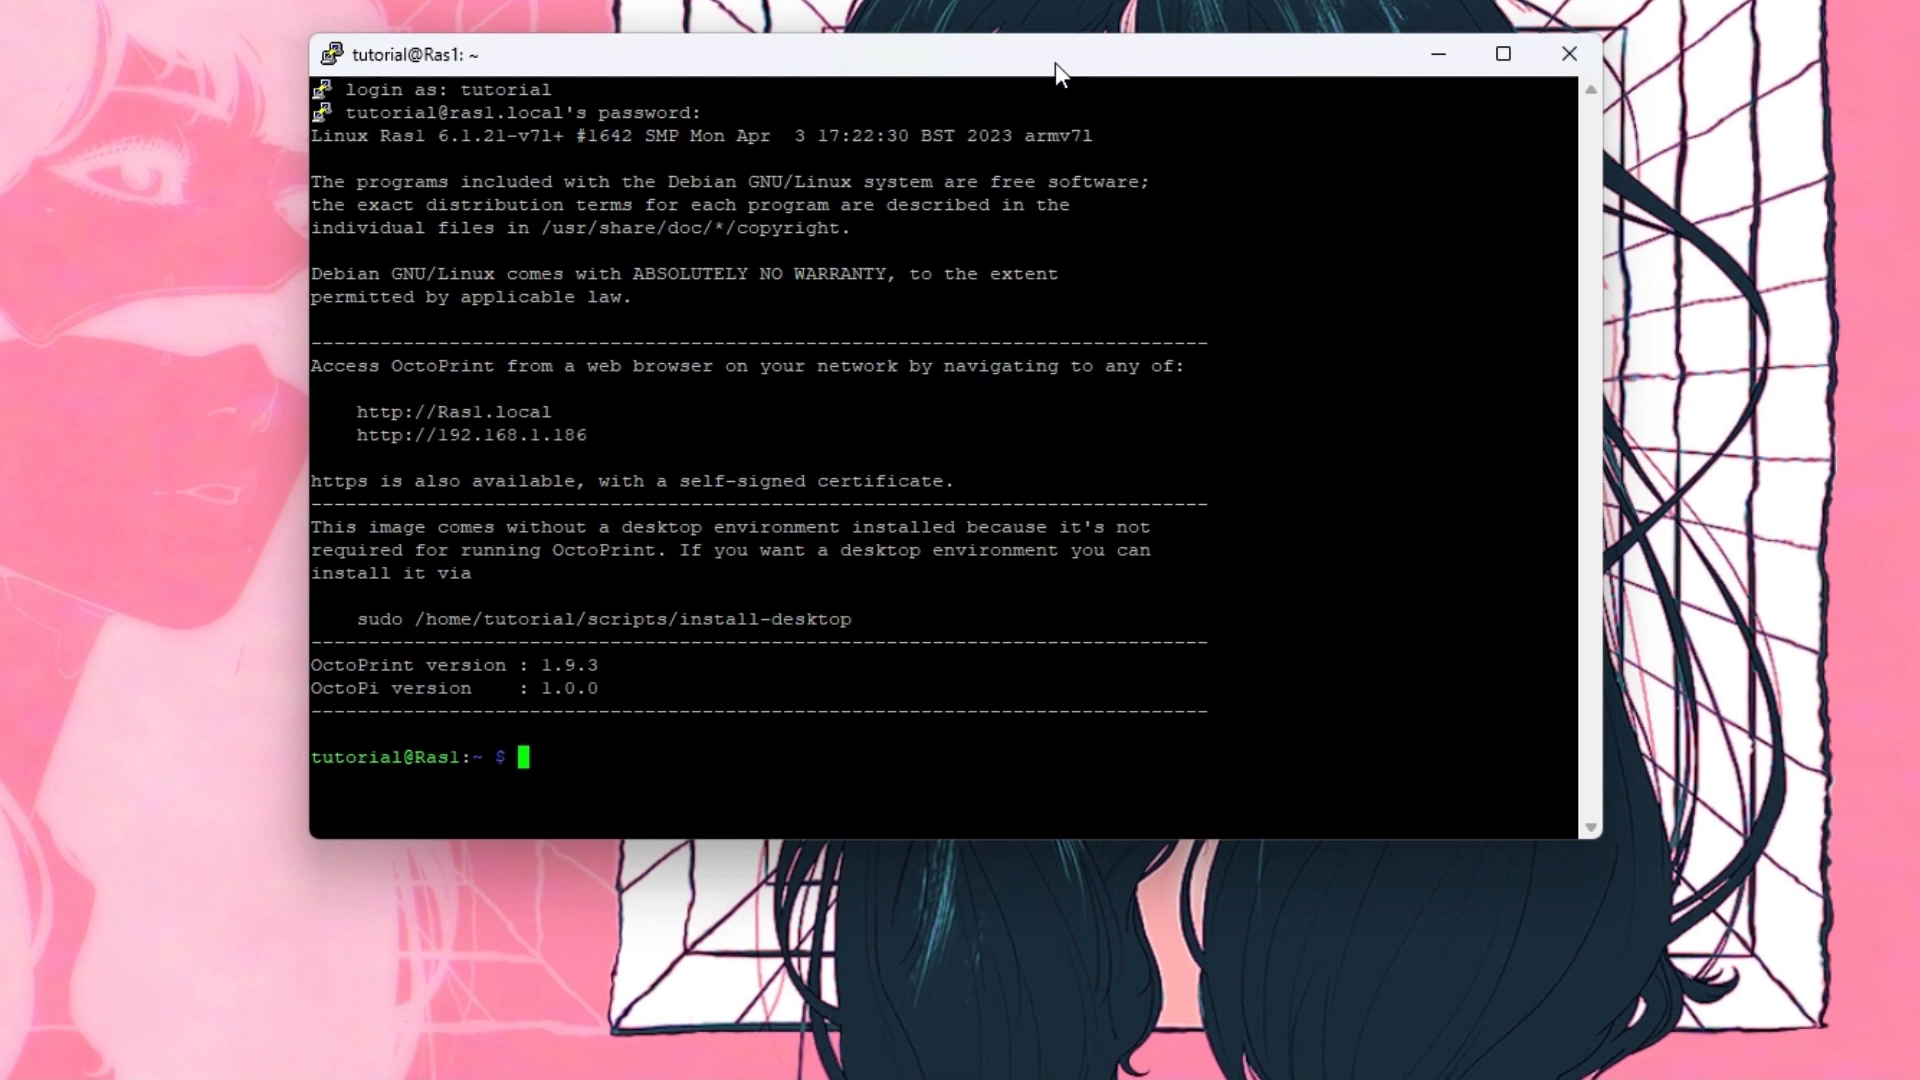 tutorial@Ras1: ~
login as: tutorial
tutorial@ras1.local's password:
Linux Ras1 6.1.21-v7l+ #1642 SMP Mon Apr  3 17:22:30 BST 2023 armv7l
The programs included with the Debian GNU/Linux system are free software;
the exact distribution terms for each program are described in the
individual files in /usr/share/doc/*/copyright.
Debian GNU/Linux comes with ABSOLUTELY NO WARRANTY, to the extent
permitted by applicable law.
------------------------------------------------------------------------------
Access OctoPrint from a web browser on your network by navigating to any of:
http://Ras1.local
http://192.168.1.186
https is also available, with a self-signed certificate.
------------------------------------------------------------------------------
This image comes without a desktop environment installed because it's not
required for running OctoPrint. If you want a desktop environment you can
install it via
sudo /home/tutorial/scripts/install-desktop
------------------------------------------------------------------------------
OctoPrint version : 1.9.3
OctoPi version    : 1.0.0
------------------------------------------------------------------------------
tutorial@Ras1:~ $